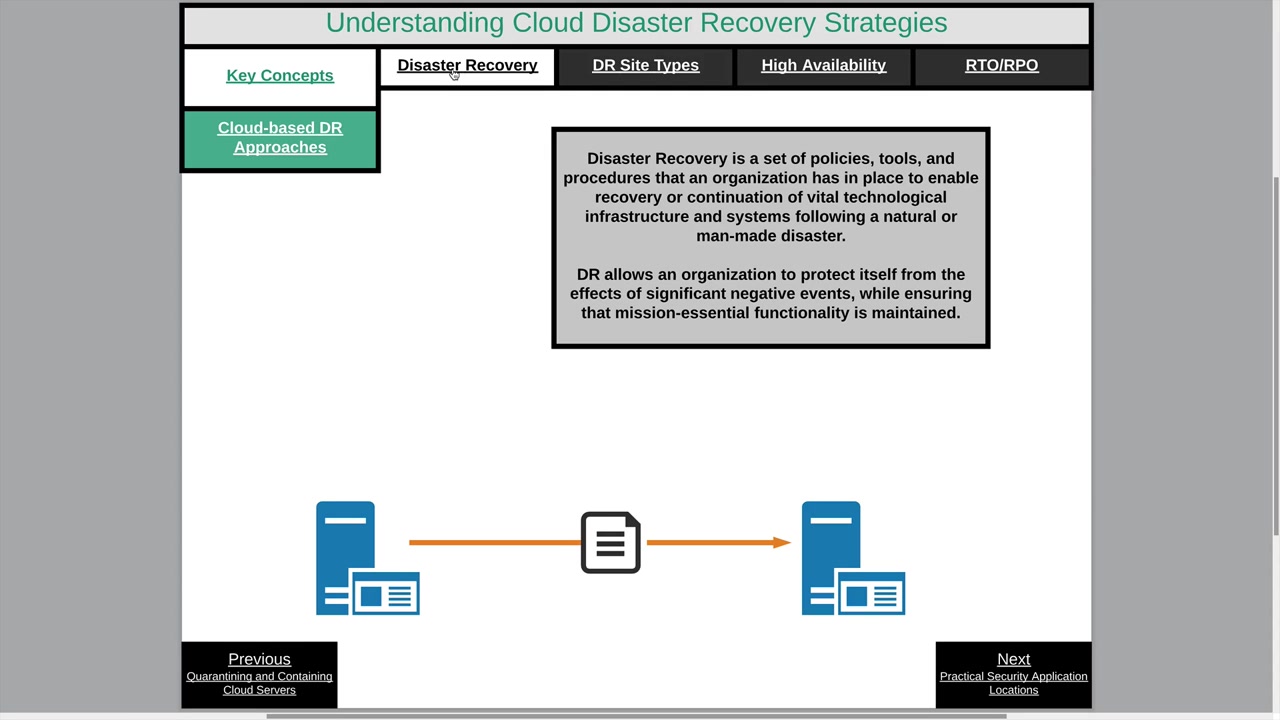 Understanding Cloud Disaster Recovery Strategies
Key Concepts
Disaster Recovery
DR Site Types
High Availability
RTO/RPO
Cloud-based DR
Approaches
Disaster Recovery is a set of policies, tools, and
procedures that an organization has in place to enable
recovery or continuation of vital technological
infrastructure and systems following a natural or
man-made disaster.
DR allows an organization to protect itself from the
effects of significant negative events, while ensuring
that mission-essential functionality is maintained.
Previous
Quarantining and Containing
Cloud Servers
Next
Practical Security Application
Locations